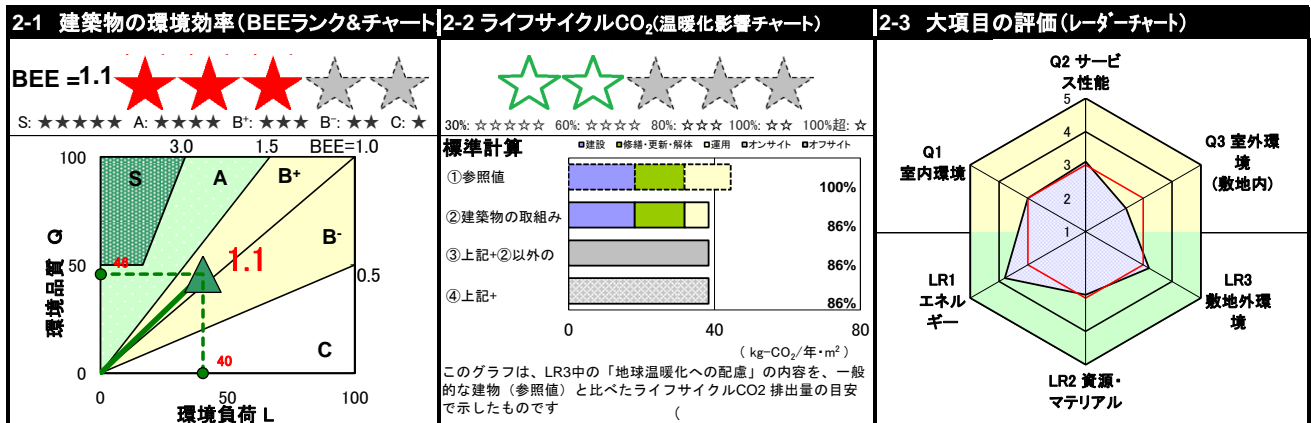 2-1 建築物の環境効率(BEEランク&チャート
BEE =1.1
S: ★★★★★ A: ★★★★ B⁺: ★★★ B⁻: ★★ C: ★
3.0 1.5 BEE=1.0
100
S A B⁺
B⁻
環境品質 Q
50
46
1.1
0.5
C
40
0
0 50 100
環境負荷 L
2-2 ライフサイクルCO₂(温暖化影響チャート)
30%: ☆☆☆☆☆ 60%: ☆☆☆☆ 80%: ☆☆☆ 100%: ☆☆ 100%超: ☆
標準計算
■建設 ■修繕・更新・解体 □運用 ■オンサイト ■オフサイト
①参照値 100%
②建築物の取組み 86%
③上記+②以外の 86%
④上記+ 86%
0 40 80
( kg-CO₂/年・m² )
このグラフは、LR3中の「地球温暖化への配慮」の内容を、一般
的な建物(参照値)と比べたライフサイクルCO2 排出量の目安
で示したものです (
2-3 大項目の評価(レーダーチャート)
Q2 サービ
ス性能
5
4
3
2
1
Q1
室内環境
Q3 室外環
境
(敷地内)
LR1
エネル
ギー
LR3
敷地外環
境
LR2 資源・
マテリアル